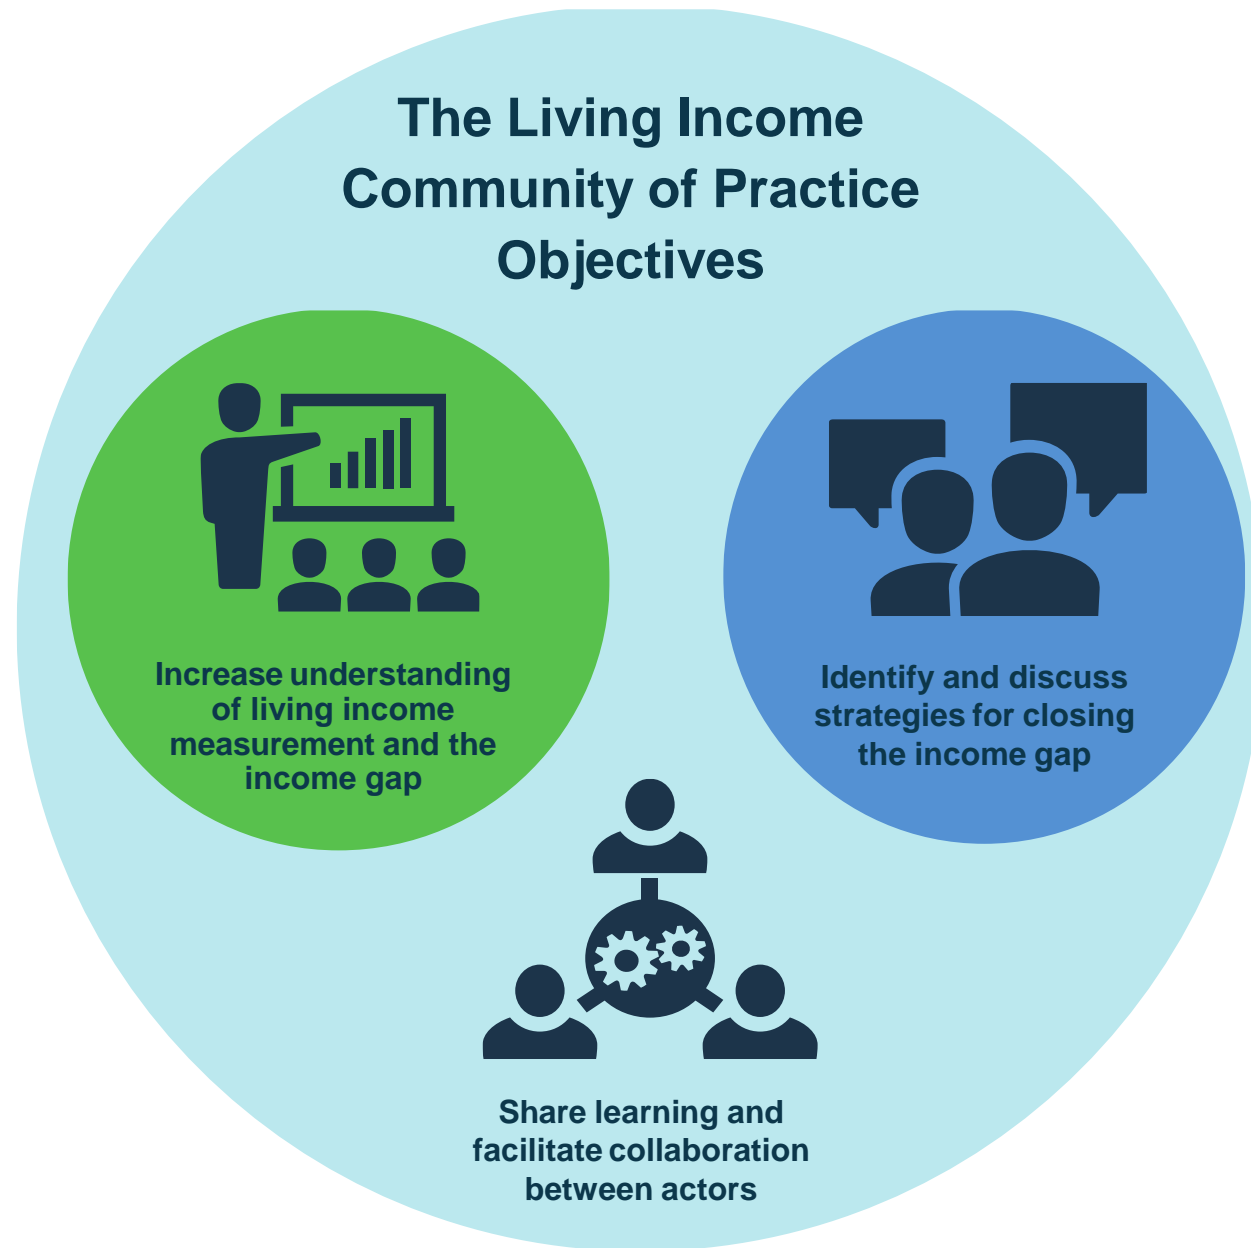 The Living Income
Community of Practice
Objectives
Increase understanding
of living income
measurement and the
income gap
Identify and discuss
strategies for closing
the income gap
Share learning and
facilitate collaboration
between actors